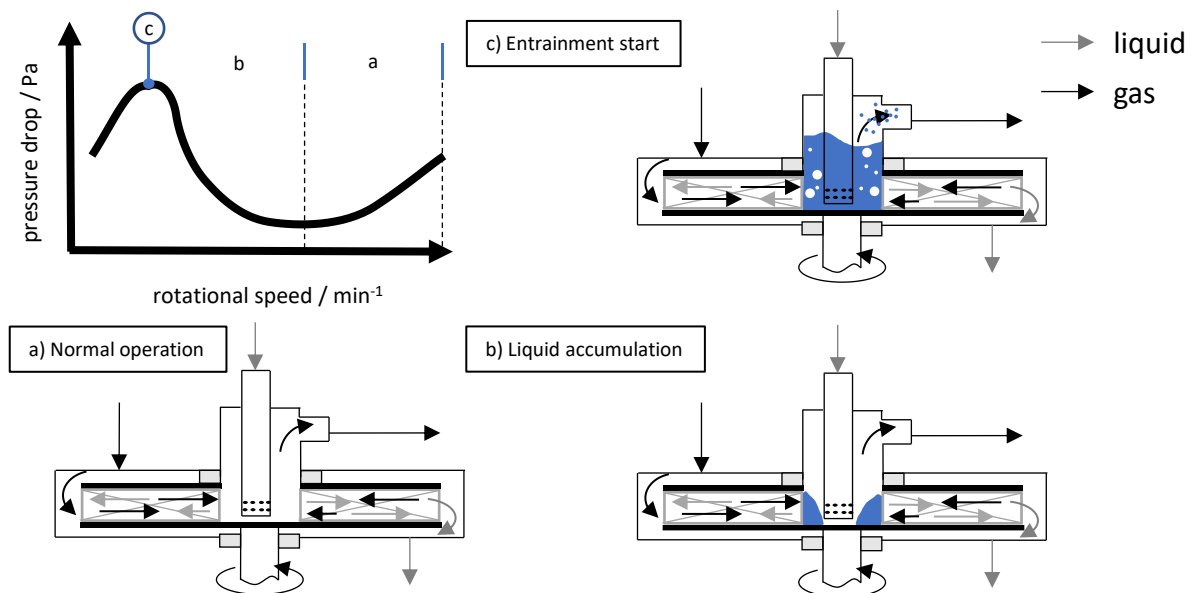 c
b
a
pressure drop / Pa
rotational speed / min⁻¹
c) Entrainment start
liquid
gas
a) Normal operation
b) Liquid accumulation